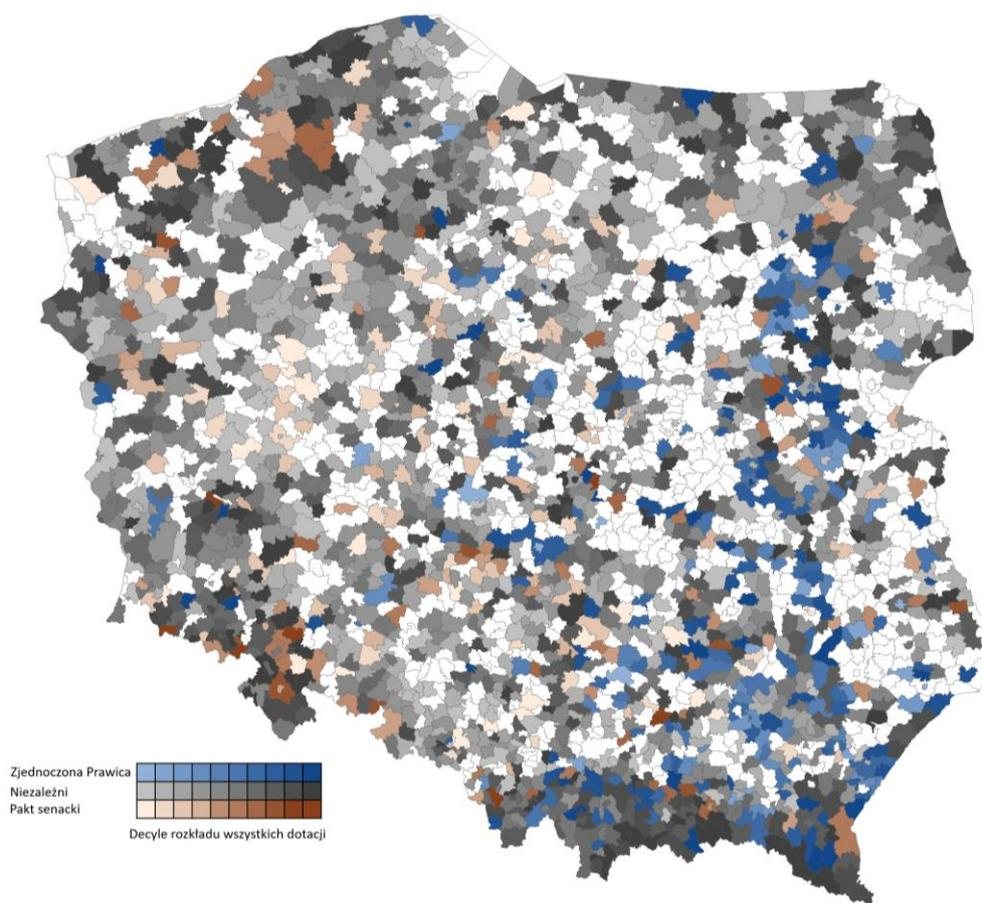 Zjednoczona Prawica
Niezależni
Pakt senacki
Decyle rozkładu wszystkich dotacji